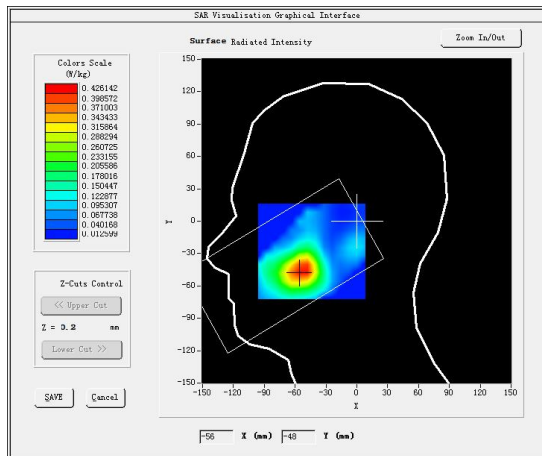 SAR Visualisation Graphical Interface
Surface Radiated Intensity
Zoom In/Out
Colors Scale
(W/kg)
0.426142
0.398572
0.371003
0.343433
0.315864
0.288294
0.260725
0.233155
0.205586
0.178016
0.150447
0.122877
0.095307
0.067738
0.040168
0.012599
Z-Cuts Control
<< Upper Cut
Z = 0.2 mm
Lower Cut >>
SAVE Cancel
150
120
90
60
30
0
-30
-60
-90
-120
-150
Y
-150 -120 -90 -60 -30 0 30 60 90 120 150
X
-56 X (mm) -48 Y (mm)